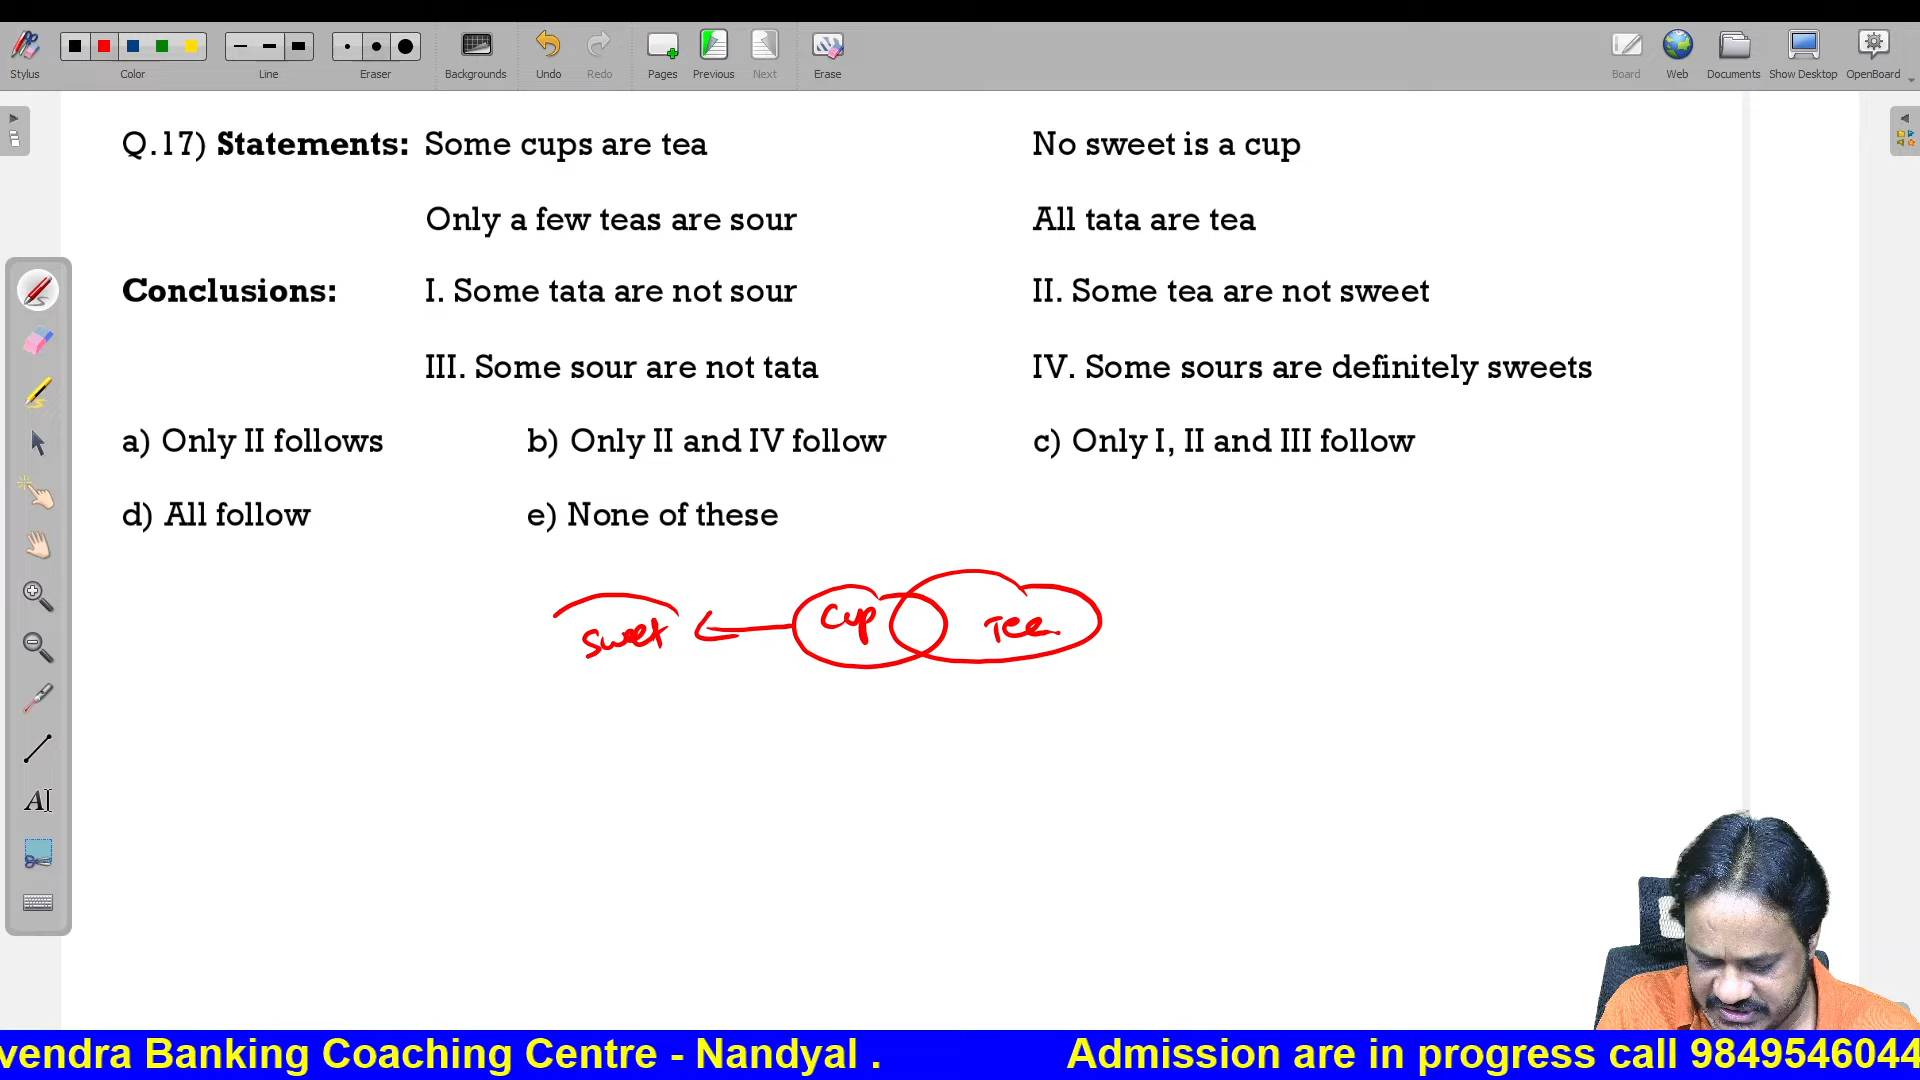 Stylus
Color
Line
Eraser
Backgrounds
Undo
Redo
Pages
Previous
Next
Erase
Board
Web
Documents
Show Desktop
OpenBoard
Q.17) Statements: Some cups are tea No sweet is a cup
Only a few teas are sour All tata are tea
Conclusions: I. Some tata are not sour II. Some tea are not sweet
III. Some sour are not tata IV. Some sours are definitely sweets
a) Only II follows b) Only II and IV follow c) Only I, II and III follow
d) All follow e) None of these
sweet cup Tea
vendra Banking Coaching Centre - Nandyal . Admission are in progress call 9849546044